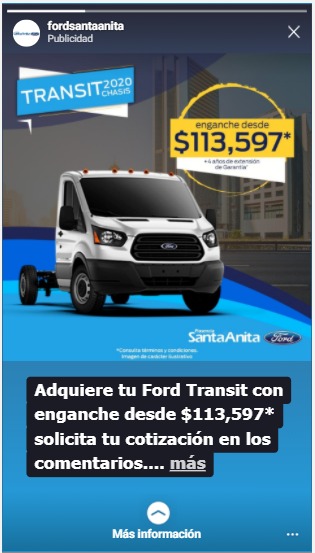 fordsantaanita
Publicidad
TRANSIT 2020
CHASIS
enganche desde
$113,597*
+4 años de extensión
de Garantía*
Ford
SantaAnita Ford
*Consulta términos y condiciones.
Imagen de carácter ilustrativo
Adquiere tu Ford Transit con
enganche desde $113,597*
solicita tu cotización en los
comentarios.... más
Más información